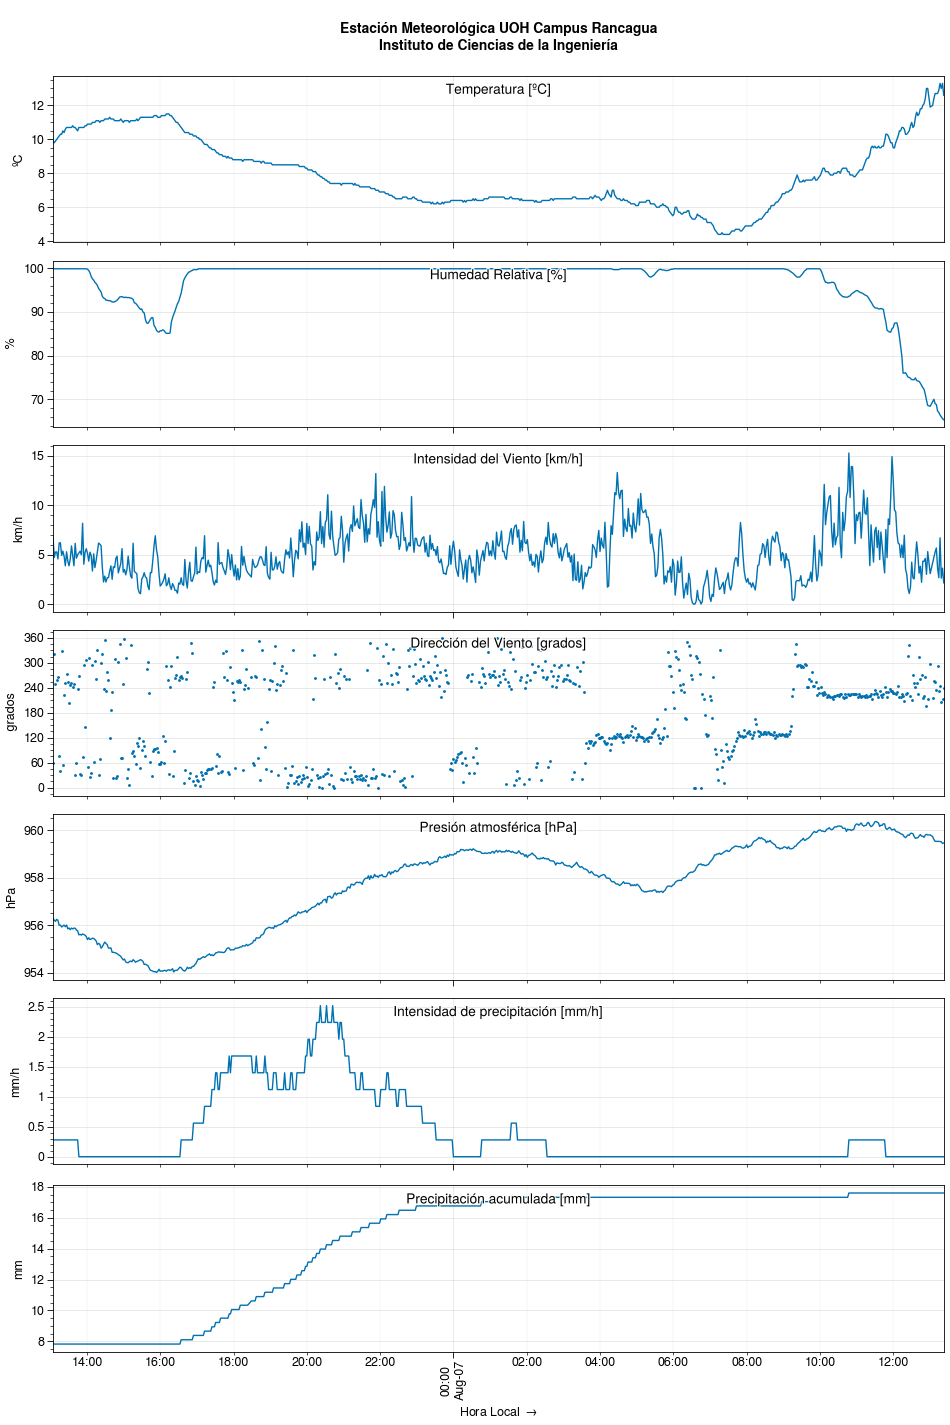 Estación Meteorológica UOH Campus Rancagua
Instituto de Ciencias de la Ingeniería
Temperatura [ºC]
12
10
8
6
4
ºC
Humedad Relativa [%]
100
90
80
70
%
Intensidad del Viento [km/h]
15
10
5
0
km/h
Dirección del Viento [grados]
360
300
240
180
120
60
0
grados
Presión atmosférica [hPa]
960
958
956
954
hPa
Intensidad de precipitación [mm/h]
2.5
2
1.5
1
0.5
0
mm/h
Precipitación acumulada [mm]
18
16
14
12
10
8
mm
14:00 16:00 18:00 20:00 22:00 00:00 02:00 04:00 06:00 08:00 10:00 12:00
Aug-07
Hora Local →